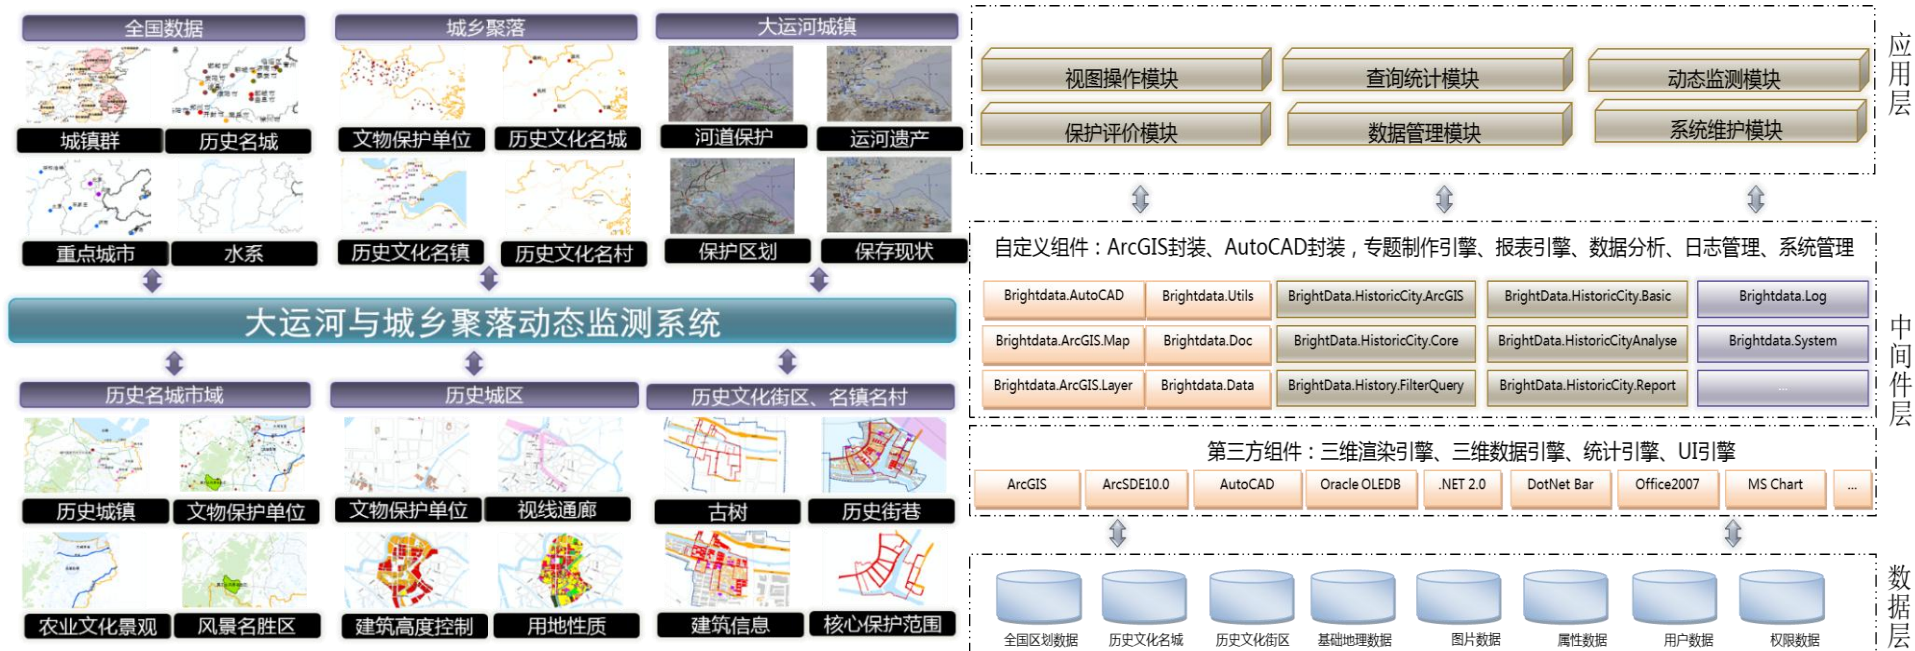 全国数据
城乡聚落
大运河城镇
城镇群
历史名城
文物保护单位
历史文化名城
河道保护
运河遗产
重点城市
水系
历史文化名镇
历史文化名村
保护区划
保存现状
大运河与城乡聚落动态监测系统
历史名城市域
历史城区
历史文化街区、名镇名村
历史城镇
文物保护单位
文物保护单位
视线通廊
古树
历史街巷
农业文化景观
风景名胜区
建筑高度控制
用地性质
建筑信息
核心保护范围
应用层
视图操作模块
查询统计模块
动态监测模块
保护评价模块
数据管理模块
系统维护模块
中间件层
自定义组件：ArcGIS封装、AutoCAD封装，专题制作引擎、报表引擎、数据分析、日志管理、系统管理
Brightdata.AutoCAD
Brightdata.Utils
BrightData.HistoricCity.ArcGIS
BrightData.HistoricCity.Basic
Brightdata.Log
Brightdata.ArcGIS.Map
Brightdata.Doc
BrightData.HistoricCity.Core
BrightData.HistoricCityAnalyse
Brightdata.System
Brightdata.ArcGIS.Layer
Brightdata.Data
BrightData.History.FilterQuery
BrightData.HistoricCity.Report
...
第三方组件：三维渲染引擎、三维数据引擎、统计引擎、UI引擎
ArcGIS
ArcSDE10.0
AutoCAD
Oracle OLEDB
.NET 2.0
DotNet Bar
Office2007
MS Chart
...
数据层
全国区划数据
历史文化名城
历史文化街区
基础地理数据
图片数据
属性数据
用户数据
权限数据